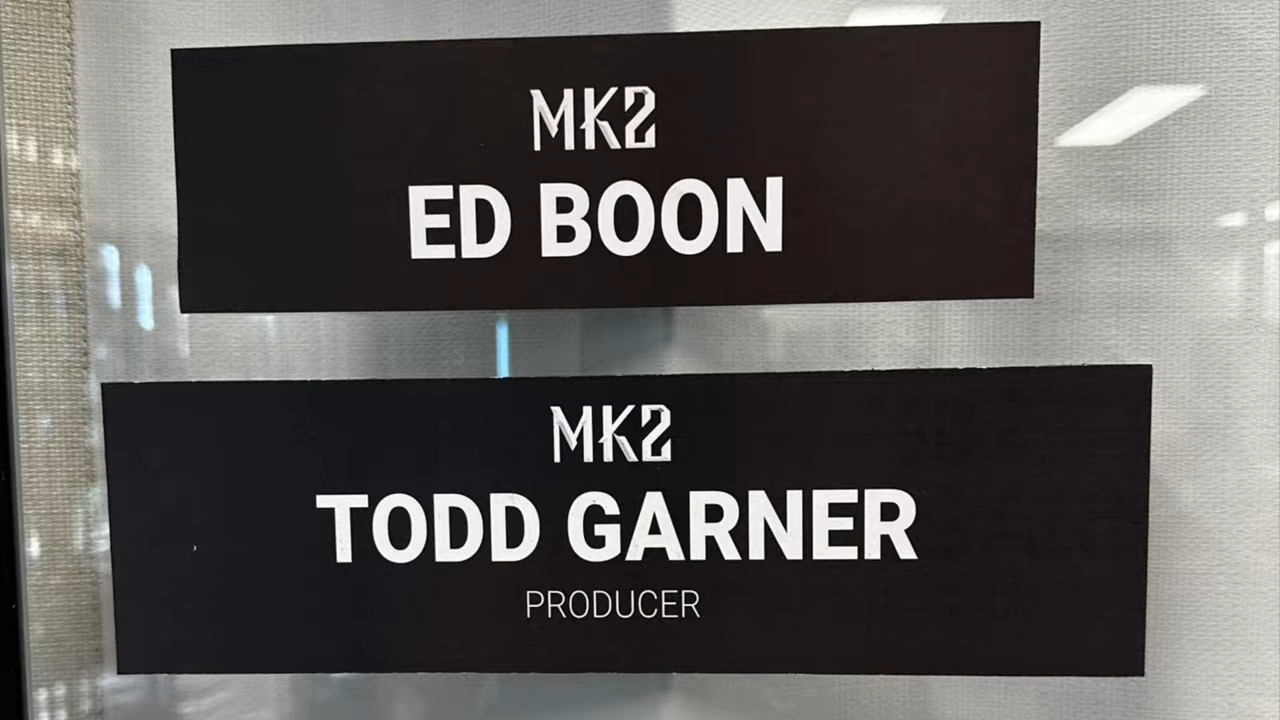 MK2
ED BOON
MK2
TODD GARNER
PRODUCER